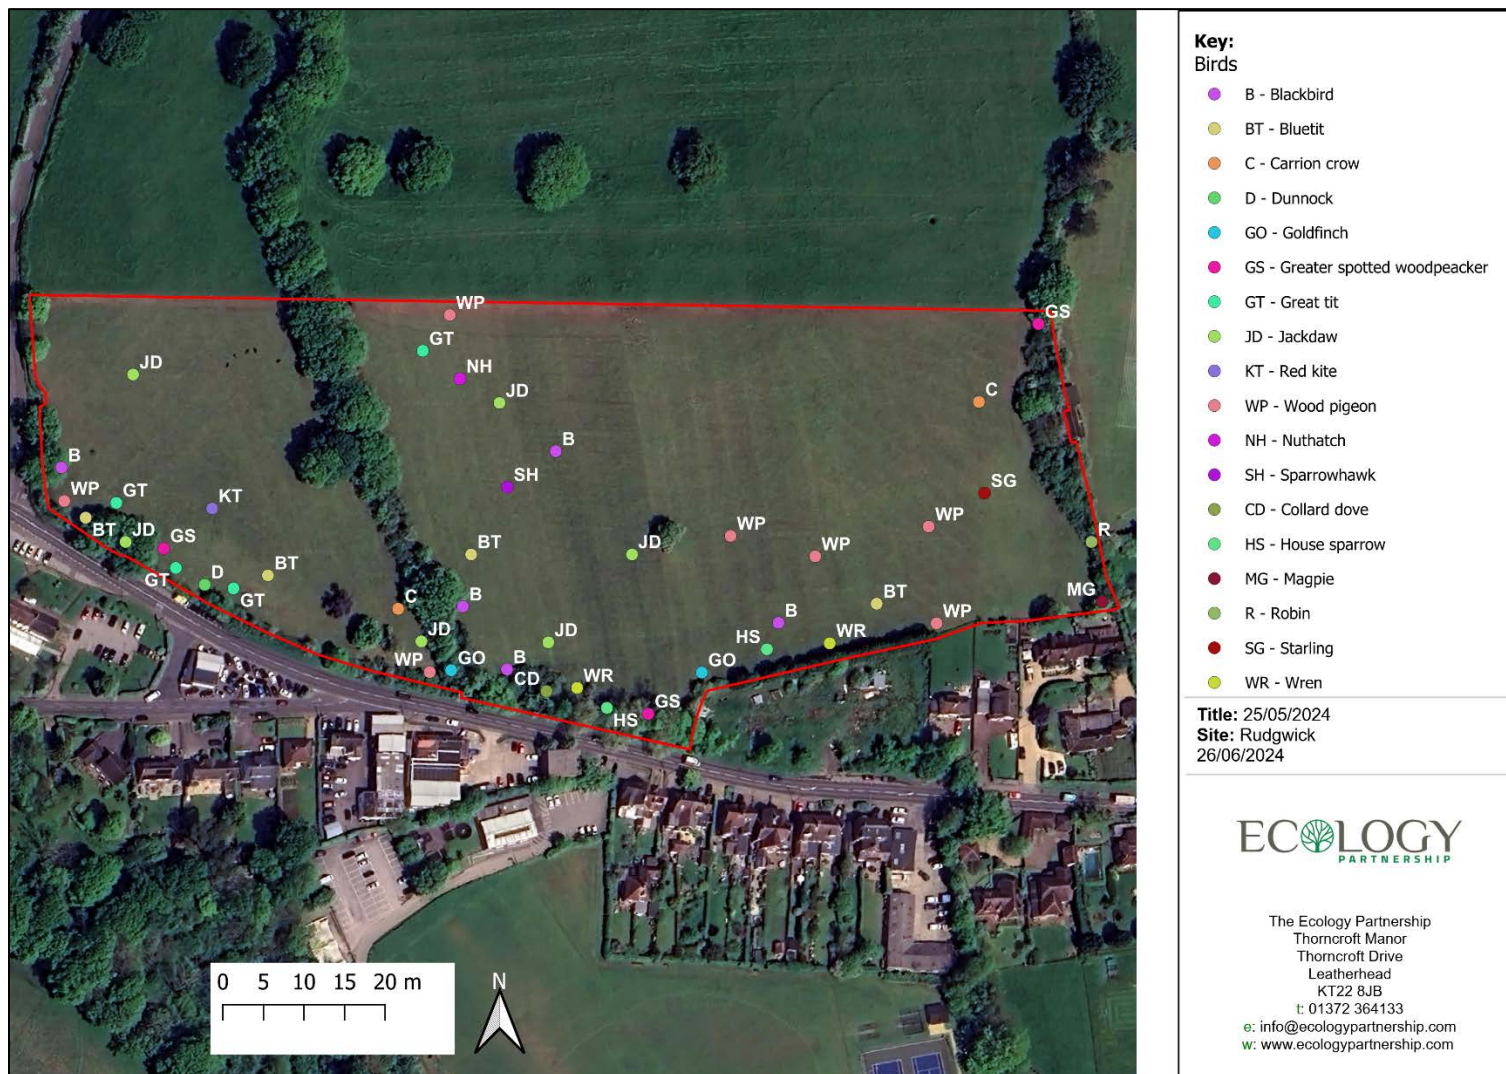 WP
GS
GT
JD
NH
JD
C
B
B
SH
SG
WP
GT
KT
WP
WP
BT
JD
GS
BT
JD
WP
R
GT
D
GT
BT
C
B
BT
MG
B
WP
JD
JD
HS
WR
WP
GO
B
GO
CD
WR
HS
GS
0 5 10 15 20 m
N
Key:
Birds
B - Blackbird
BT - Bluetit
C - Carrion crow
D - Dunnock
GO - Goldfinch
GS - Greater spotted woodpeacker
GT - Great tit
JD - Jackdaw
KT - Red kite
WP - Wood pigeon
NH - Nuthatch
SH - Sparrowhawk
CD - Collard dove
HS - House sparrow
MG - Magpie
R - Robin
SG - Starling
WR - Wren
Title: 25/05/2024
Site: Rudgwick
26/06/2024
ECOLOGY
PARTNERSHIP
The Ecology Partnership
Thorncroft Manor
Thorncroft Drive
Leatherhead
KT22 8JB
t: 01372 364133
e: info@ecologypartnership.com
w: www.ecologypartnership.com